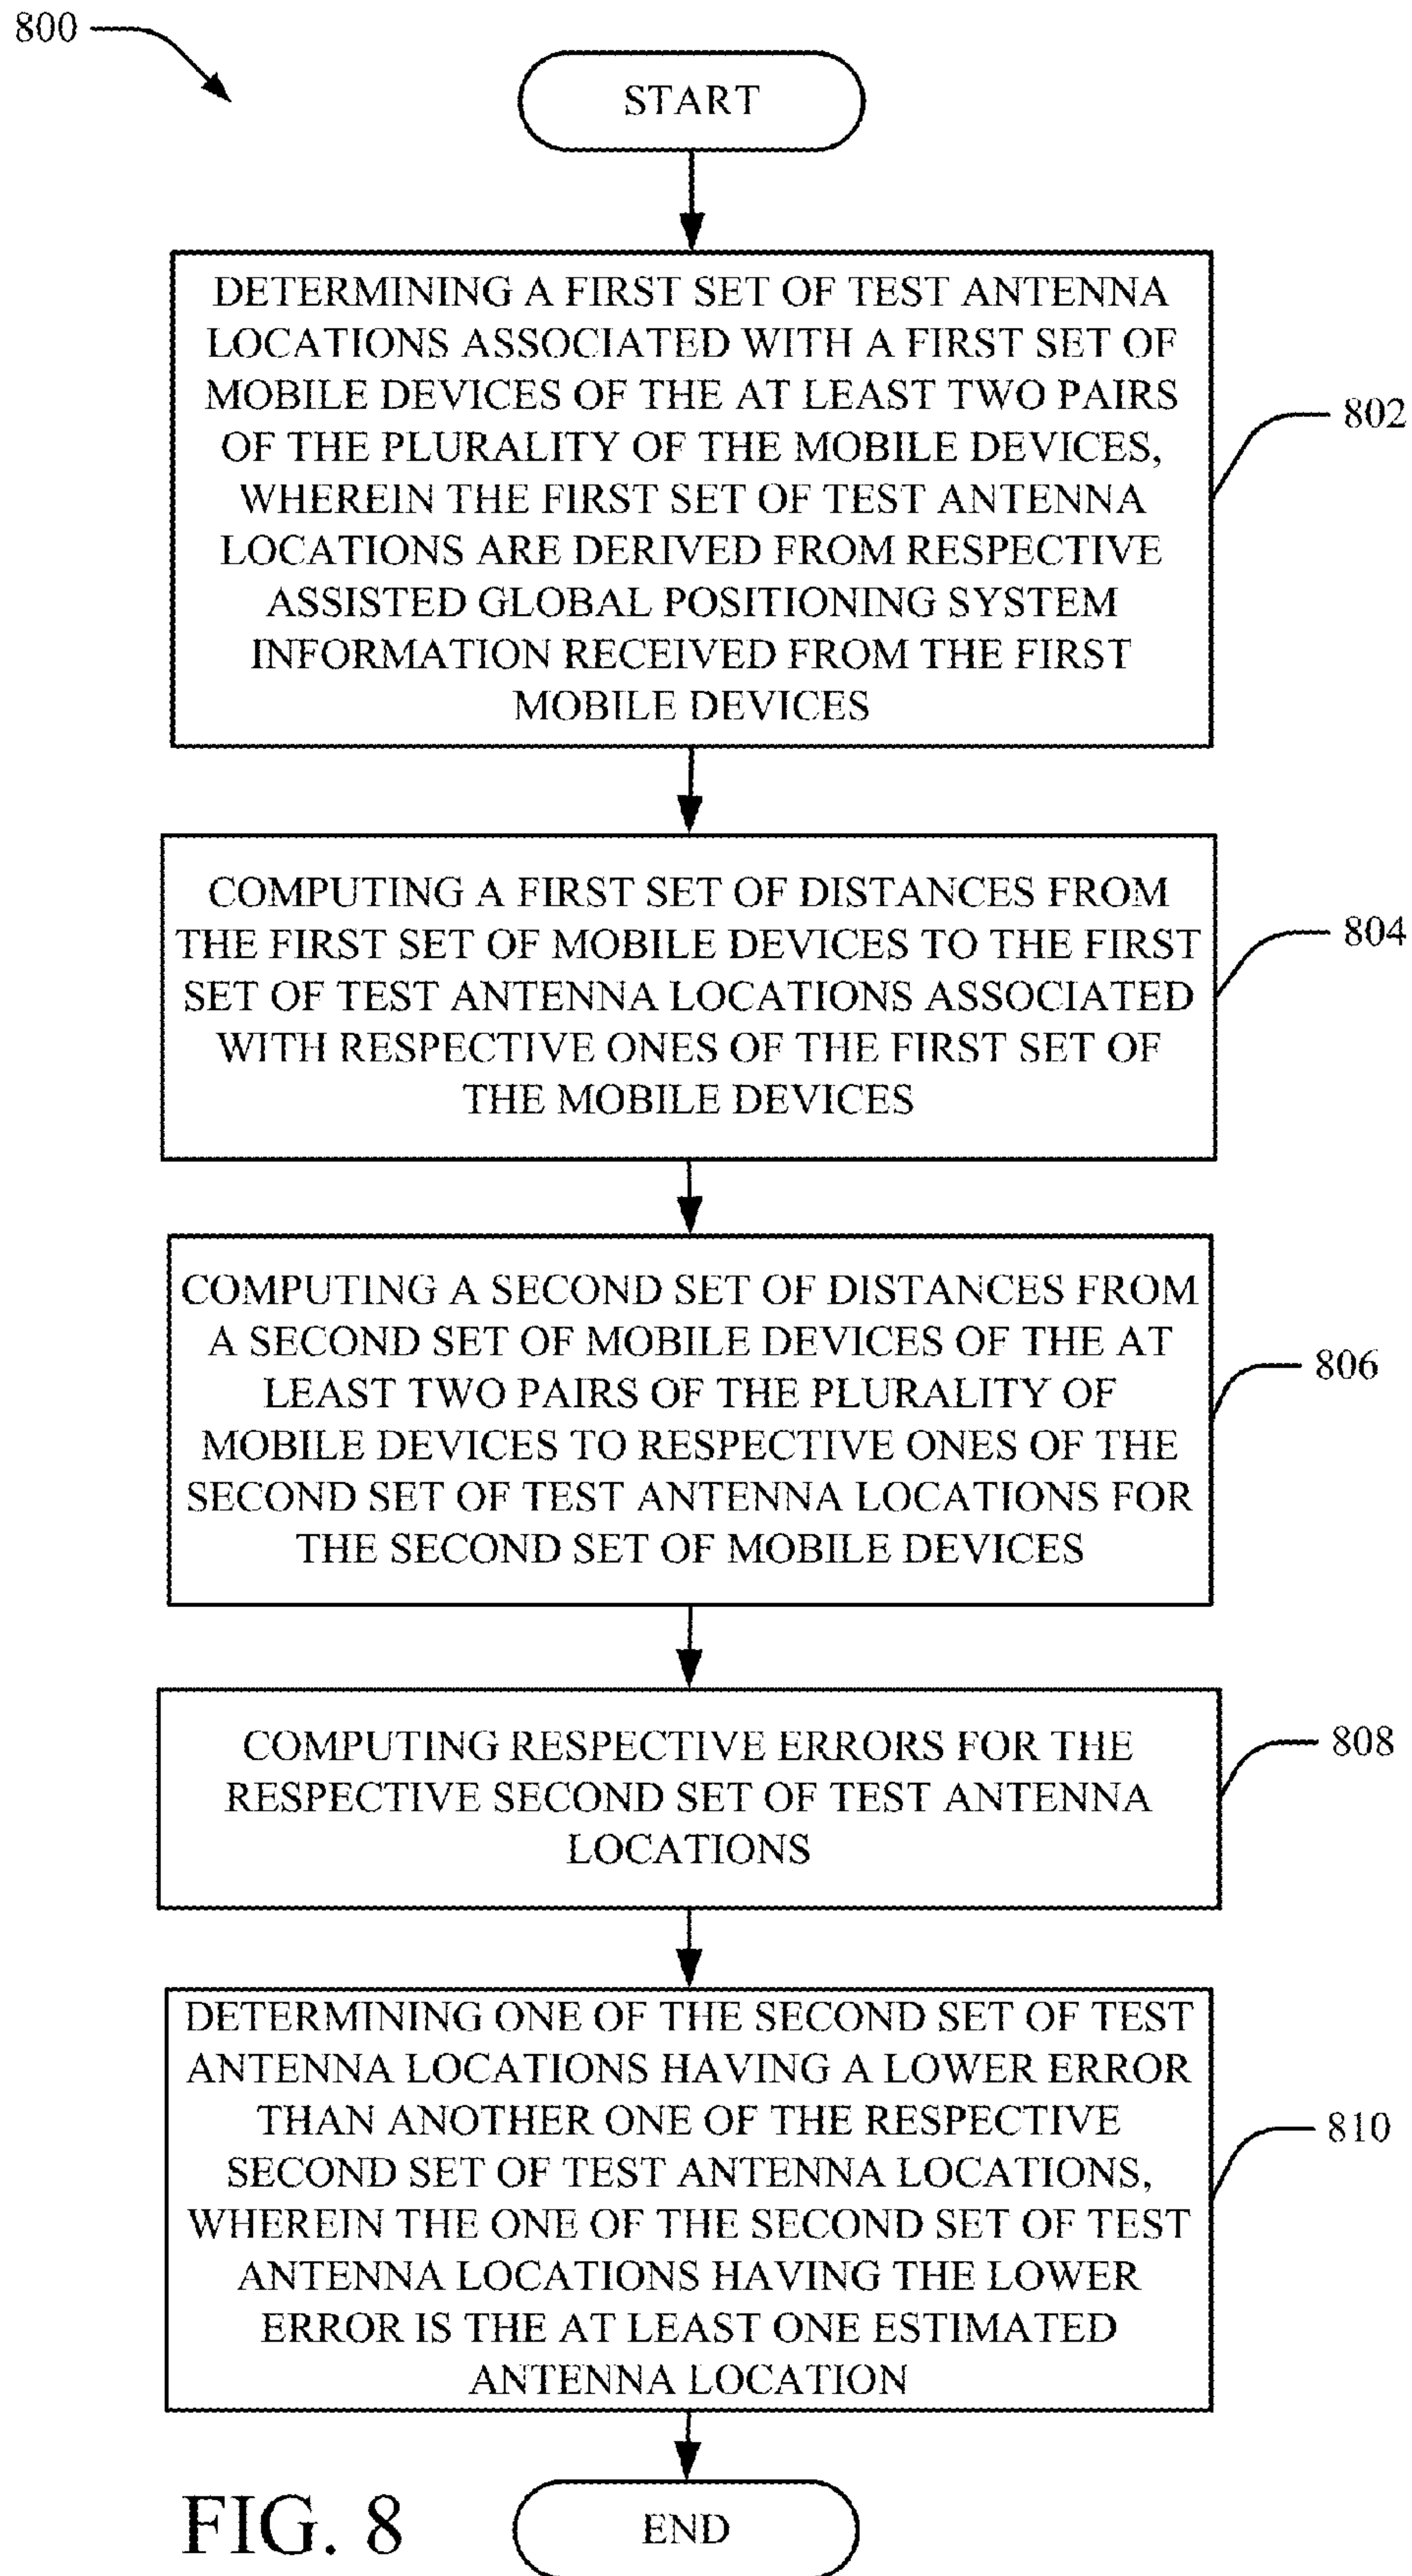 800
START
DETERMINING A FIRST SET OF TEST ANTENNA
LOCATIONS ASSOCIATED WITH A FIRST SET OF
MOBILE DEVICES OF THE AT LEAST TWO PAIRS
OF THE PLURALITY OF THE MOBILE DEVICES,
WHEREIN THE FIRST SET OF TEST ANTENNA
LOCATIONS ARE DERIVED FROM RESPECTIVE
ASSISTED GLOBAL POSITIONING SYSTEM
INFORMATION RECEIVED FROM THE FIRST
MOBILE DEVICES
802
COMPUTING A FIRST SET OF DISTANCES FROM
THE FIRST SET OF MOBILE DEVICES TO THE FIRST
SET OF TEST ANTENNA LOCATIONS ASSOCIATED
WITH RESPECTIVE ONES OF THE FIRST SET OF
THE MOBILE DEVICES
804
COMPUTING A SECOND SET OF DISTANCES FROM
A SECOND SET OF MOBILE DEVICES OF THE AT
LEAST TWO PAIRS OF THE PLURALITY OF
MOBILE DEVICES TO RESPECTIVE ONES OF THE
SECOND SET OF TEST ANTENNA LOCATIONS FOR
THE SECOND SET OF MOBILE DEVICES
806
COMPUTING RESPECTIVE ERRORS FOR THE
RESPECTIVE SECOND SET OF TEST ANTENNA
LOCATIONS
808
DETERMINING ONE OF THE SECOND SET OF TEST
ANTENNA LOCATIONS HAVING A LOWER ERROR
THAN ANOTHER ONE OF THE RESPECTIVE
SECOND SET OF TEST ANTENNA LOCATIONS,
WHEREIN THE ONE OF THE SECOND SET OF TEST
ANTENNA LOCATIONS HAVING THE LOWER
ERROR IS THE AT LEAST ONE ESTIMATED
ANTENNA LOCATION
810
END
FIG. 8